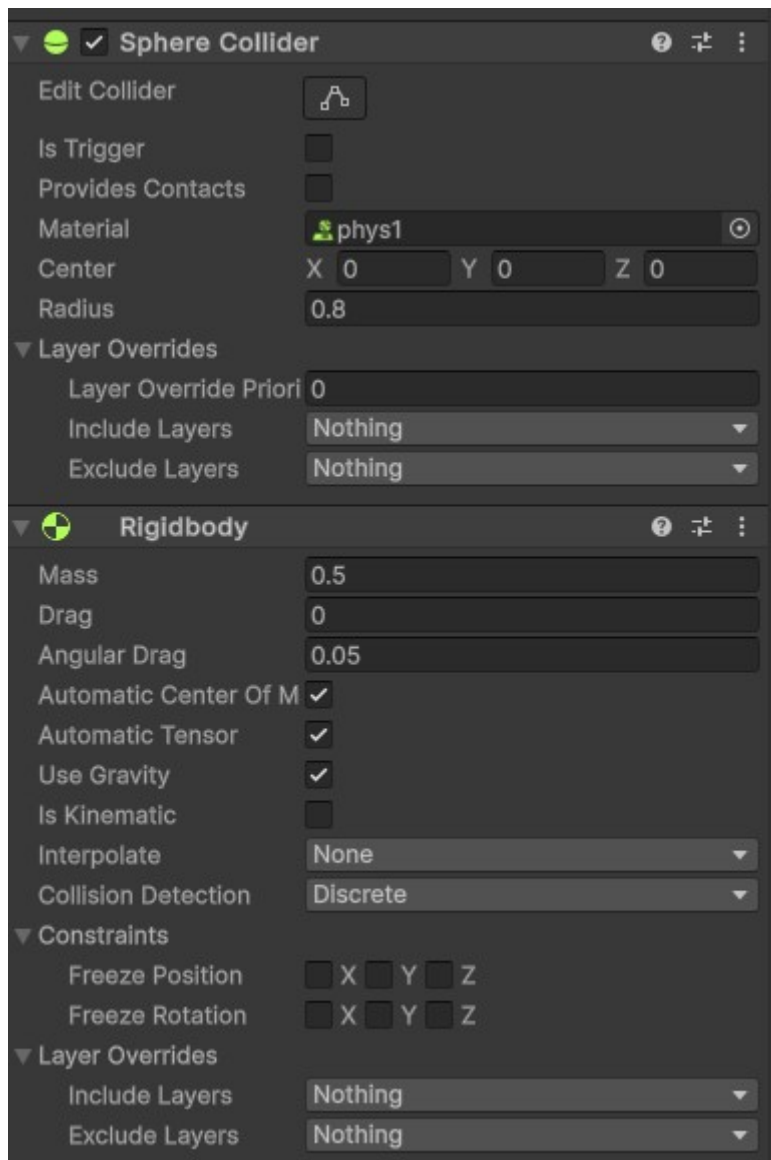 Sphere Collider
Edit Collider
Is Trigger
Provides Contacts
Material phys1
Center X 0 Y 0 Z 0
Radius 0.8
Layer Overrides
Layer Override Priori 0
Include Layers Nothing
Exclude Layers Nothing
Rigidbody
Mass 0.5
Drag 0
Angular Drag 0.05
Automatic Center Of M
Automatic Tensor
Use Gravity
Is Kinematic
Interpolate None
Collision Detection Discrete
Constraints
Freeze Position X Y Z
Freeze Rotation X Y Z
Layer Overrides
Include Layers Nothing
Exclude Layers Nothing